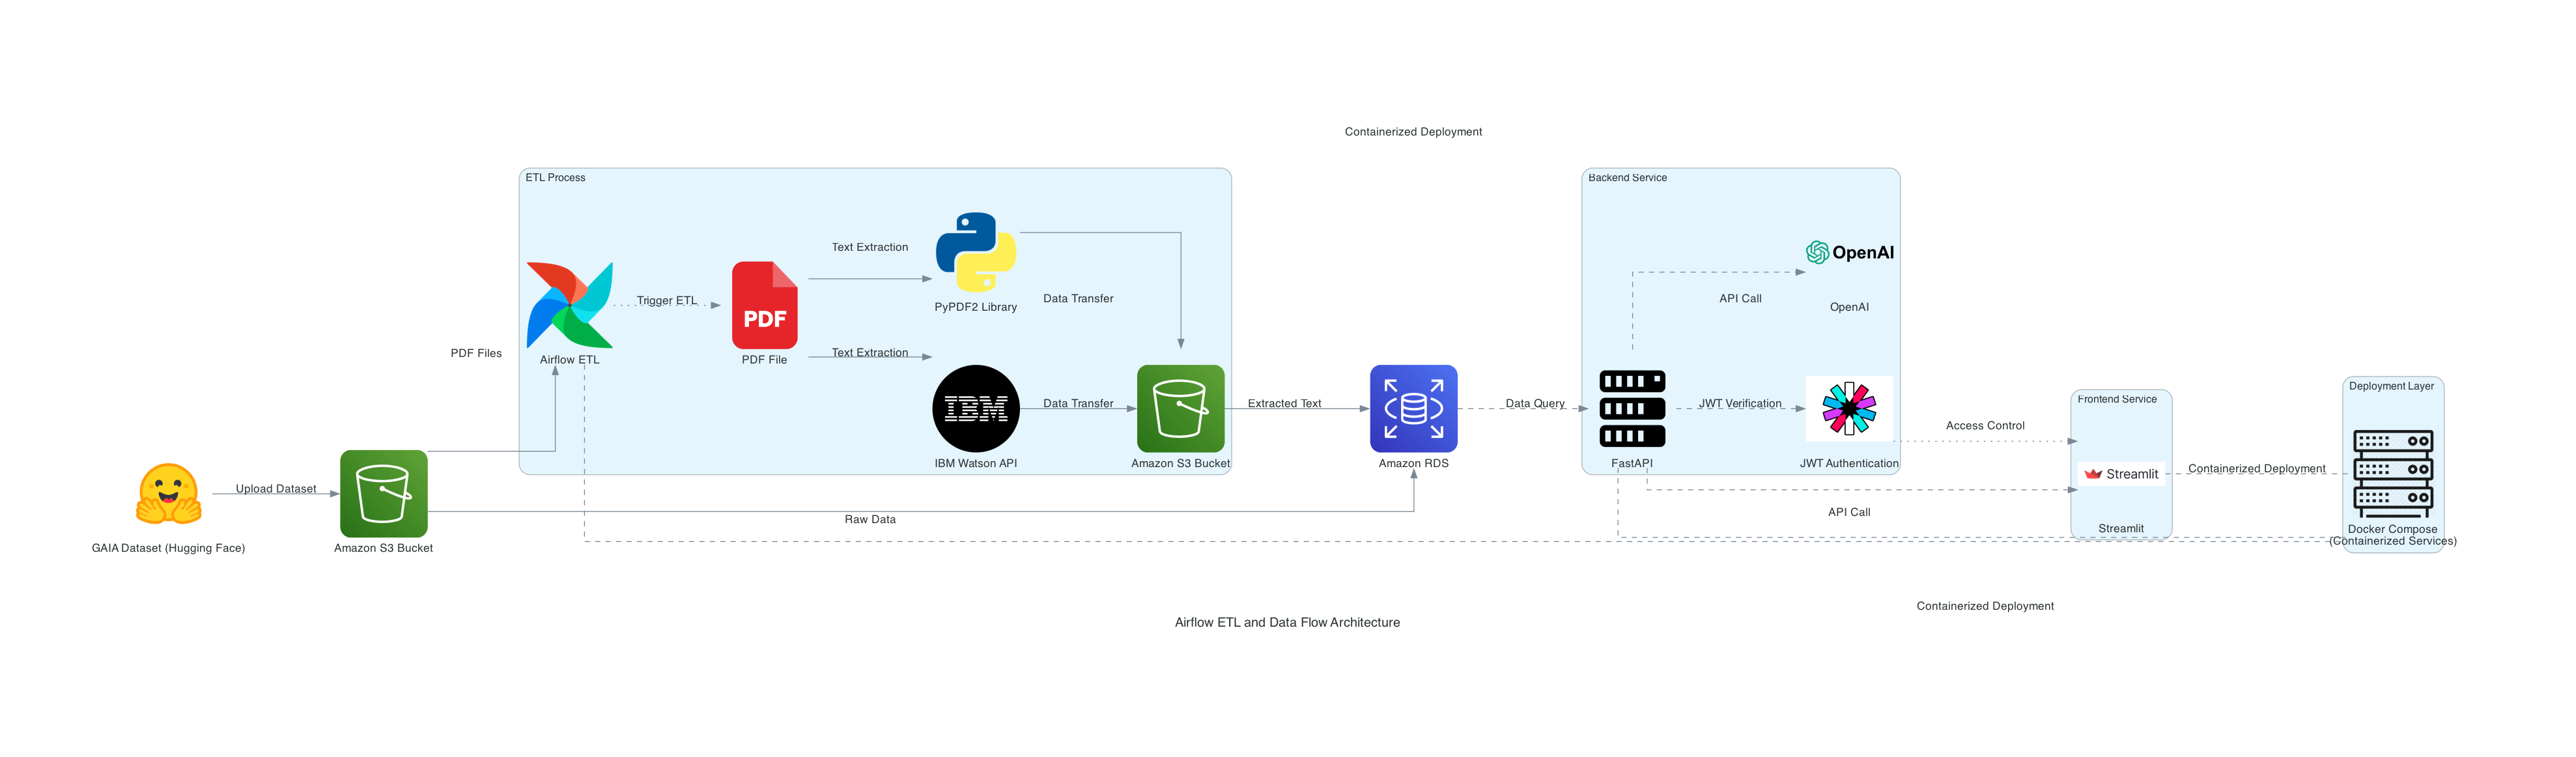 Containerized Deployment
ETL Process
Backend Service
Text Extraction
OpenAI
Trigger ETL
PDF
PyPDF2 Library
Data Transfer
API Call
OpenAI
PDF Files
Airflow ETL
PDF File
Text Extraction
IBM
Data Transfer
Extracted Text
Data Query
JWT Verification
Deployment Layer
Frontend Service
Access Control
IBM Watson API
Amazon S3 Bucket
Amazon RDS
FastAPI
JWT Authentication
Streamlit
Containerized Deployment
Upload Dataset
Raw Data
API Call
Streamlit
Docker Compose
(Containerized Services)
GAIA Dataset (Hugging Face)
Amazon S3 Bucket
Containerized Deployment
Airflow ETL and Data Flow Architecture